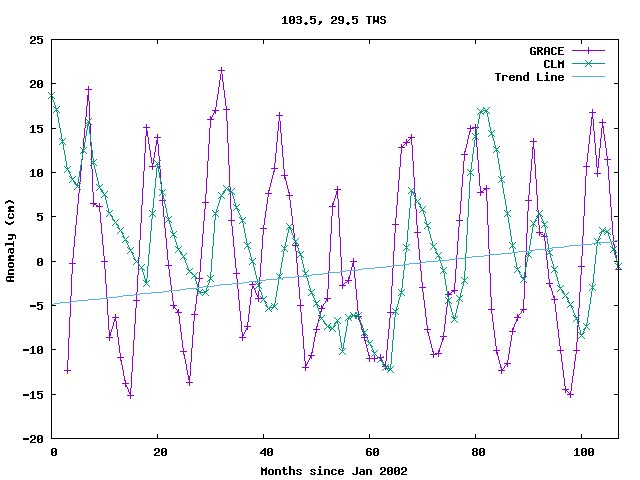 103.5, 29.5 TWS
GRACE
CLM
Trend Line
Anomaly (cm)
25
20
15
10
5
0
-5
-10
-15
-20
0 20 40 60 80 100
Months since Jan 2002